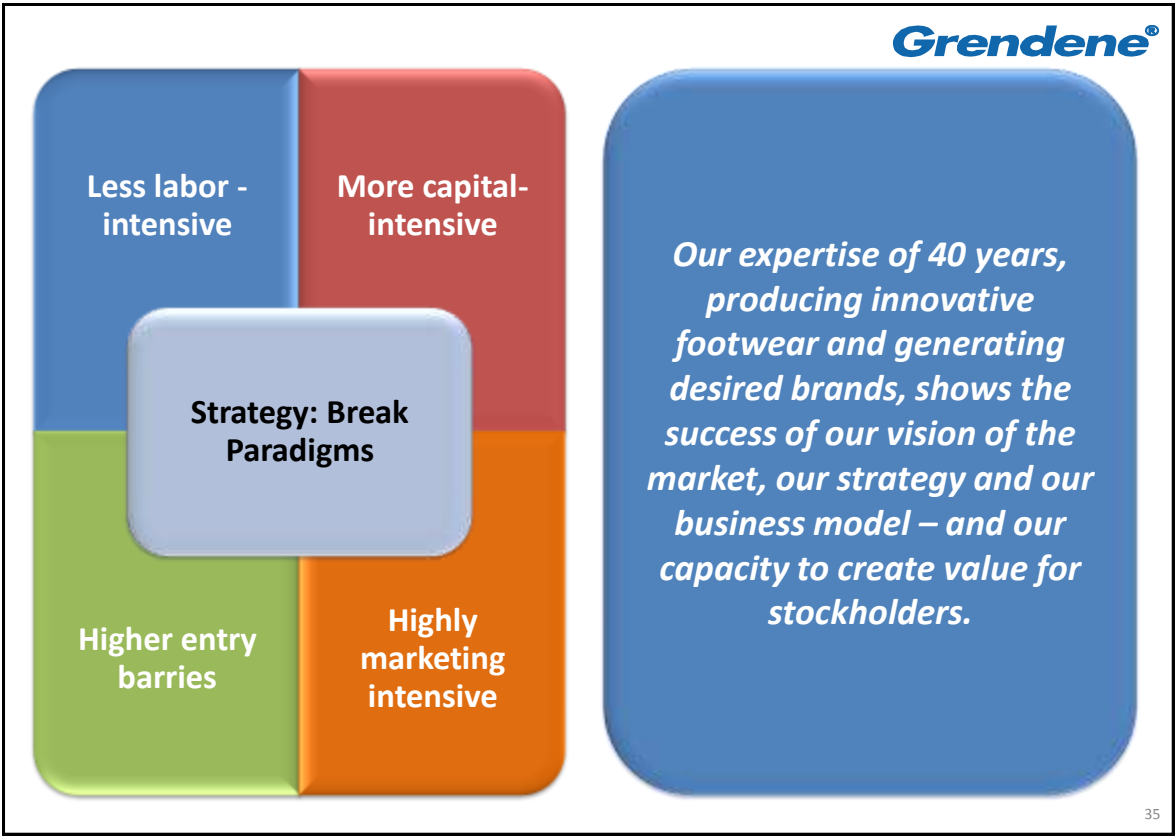 Grendene®
Less labor -
intensive
More capital-
intensive
Strategy: Break
Paradigms
Higher entry
barries
Highly
marketing
intensive
Our expertise of 40 years,
producing innovative
footwear and generating
desired brands, shows the
success of our vision of the
market, our strategy and our
business model – and our
capacity to create value for
stockholders.
35